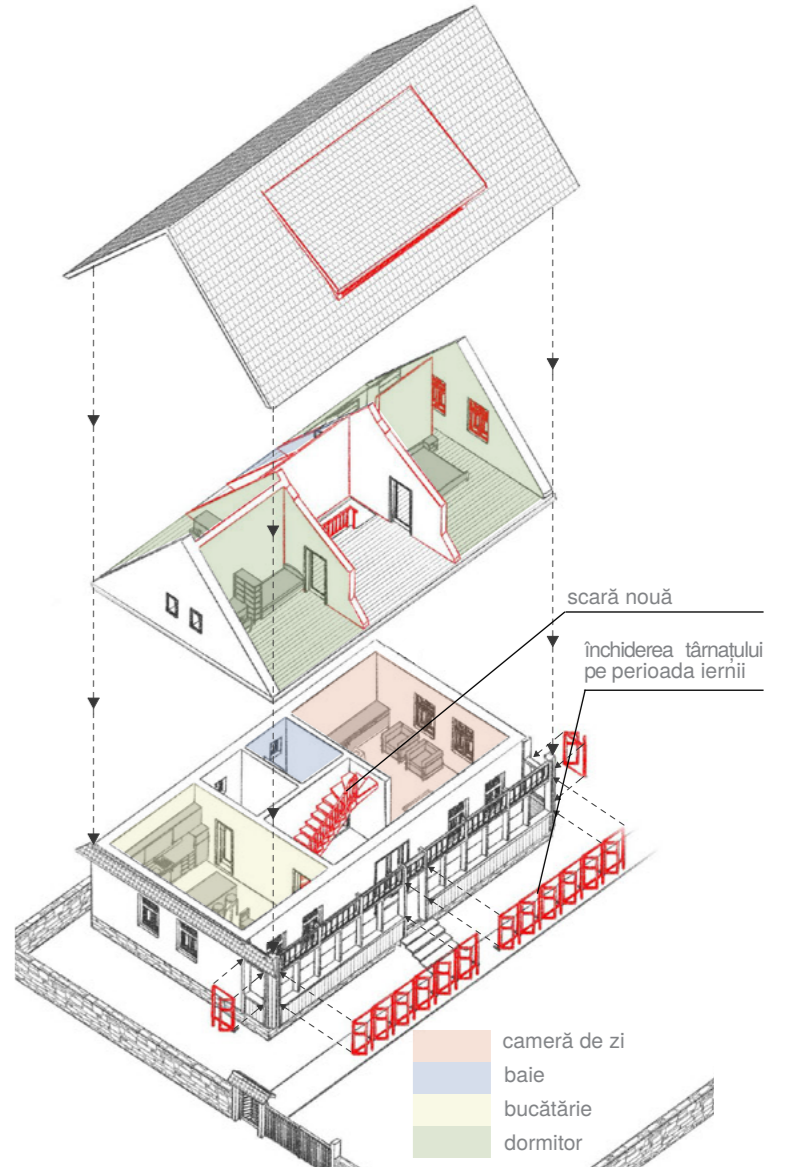 scară nouă
închiderea târnațului
pe perioada iernii
cameră de zi
baie
bucătărie
dormitor